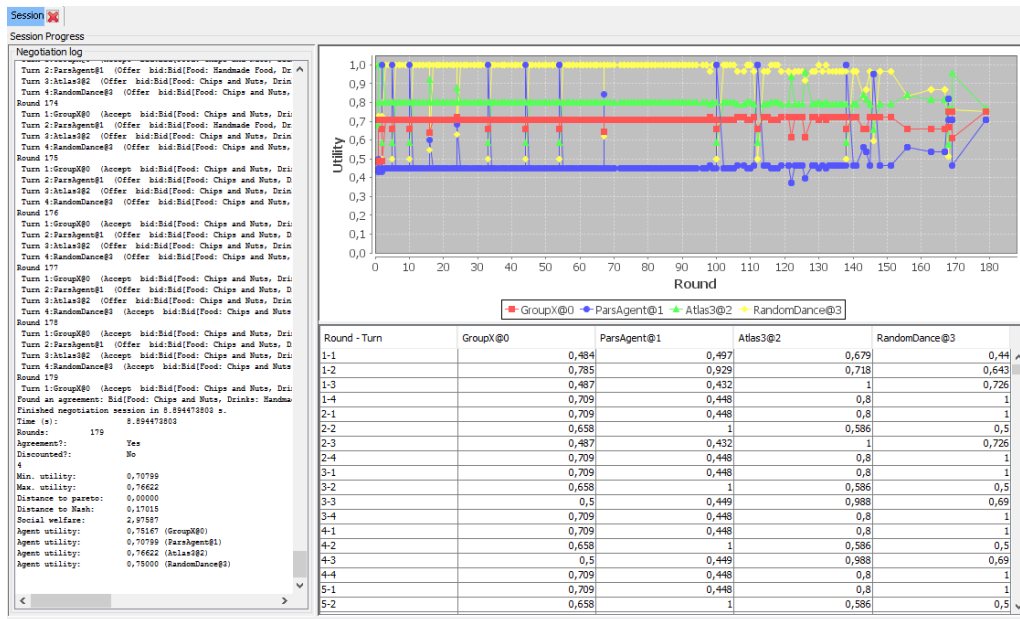 Session
Session Progress
Negotiation log
Turn 2:ParsAgent@1 (Offer bid:Bid[Food: Handmade Food, Dr
Turn 3:Atlas3@2 (Offer bid:Bid[Food: Chips and Nuts, Drin
Turn 4:RandomDance@3 (Offer bid:Bid[Food: Chips and Nuts,
Round 174
Turn 1:GroupX@0 (Accept bid:Bid[Food: Chips and Nuts, Dri
Turn 2:ParsAgent@1 (Offer bid:Bid[Food: Handmade Food, Dr
Turn 3:Atlas3@2 (Offer bid:Bid[Food: Chips and Nuts, Drin
Turn 4:RandomDance@3 (Offer bid:Bid[Food: Chips and Nuts,
Round 175
Turn 1:GroupX@0 (Accept bid:Bid[Food: Chips and Nuts, Dri
Turn 2:ParsAgent@1 (Offer bid:Bid[Food: Chips and Nuts, D
Turn 3:Atlas3@2 (Offer bid:Bid[Food: Chips and Nuts, Drin
Turn 4:RandomDance@3 (Offer bid:Bid[Food: Chips and Nuts,
Round 176
Turn 1:GroupX@0 (Accept bid:Bid[Food: Chips and Nuts, Dri
Turn 2:ParsAgent@1 (Offer bid:Bid[Food: Chips and Nuts, D
Turn 3:Atlas3@2 (Offer bid:Bid[Food: Chips and Nuts, Drin
Turn 4:RandomDance@3 (Offer bid:Bid[Food: Chips and Nuts,
Round 177
Turn 1:GroupX@0 (Accept bid:Bid[Food: Chips and Nuts, Dri
Turn 2:ParsAgent@1 (Offer bid:Bid[Food: Chips and Nuts, D
Turn 3:Atlas3@2 (Offer bid:Bid[Food: Chips and Nuts, Drin
Turn 4:RandomDance@3 (Accept bid:Bid[Food: Chips and Nuts
Round 178
Turn 1:GroupX@0 (Accept bid:Bid[Food: Chips and Nuts, Dri
Turn 2:ParsAgent@1 (Offer bid:Bid[Food: Chips and Nuts, D
Turn 3:Atlas3@2 (Accept bid:Bid[Food: Chips and Nuts, Dri
Turn 4:RandomDance@3 (Accept bid:Bid[Food: Chips and Nuts
Round 179
Turn 1:GroupX@0 (Accept bid:Bid[Food: Chips and Nuts, Dri
Found an agreement: Bid[Food: Chips and Nuts, Drinks: Handma
Finished negotiation session in 8.894473803 s.
Time (s): 8.894473803
Rounds: 179
Agreement?: Yes
Discounted?: No
4
Min. utility: 0,70799
Max. utility: 0,76622
Distance to pareto: 0,00000
Distance to Nash: 0,17015
Social welfare: 2,97587
Agent utility: 0,75167 (GroupX@0)
Agent utility: 0,70799 (ParsAgent@1)
Agent utility: 0,76622 (Atlas3@2)
Agent utility: 0,75000 (RandomDance@3)
1,0
0,9
0,8
0,7
0,6
0,5
0,4
0,3
0,2
0,1
0,0
Utility
0 10 20 30 40 50 60 70 80 90 100 110 120 130 140 150 160 170 180
Round
GroupX@0 ParsAgent@1 Atlas3@2 RandomDance@3
Round - Turn GroupX@0 ParsAgent@1 Atlas3@2 RandomDance@3
1-1 0,484 0,497 0,679 0,44
1-2 0,785 0,929 0,718 0,643
1-3 0,487 0,432 1 0,726
1-4 0,709 0,448 0,8 1
2-1 0,709 0,448 0,8 1
2-2 0,658 1 0,586 0,5
2-3 0,487 0,432 1 0,726
2-4 0,709 0,448 0,8 1
3-1 0,709 0,448 0,8 1
3-2 0,658 1 0,586 0,5
3-3 0,5 0,449 0,988 0,69
3-4 0,709 0,448 0,8 1
4-1 0,709 0,448 0,8 1
4-2 0,658 1 0,586 0,5
4-3 0,5 0,449 0,988 0,69
4-4 0,709 0,448 0,8 1
5-1 0,709 0,448 0,8 1
5-2 0,658 1 0,586 0,5